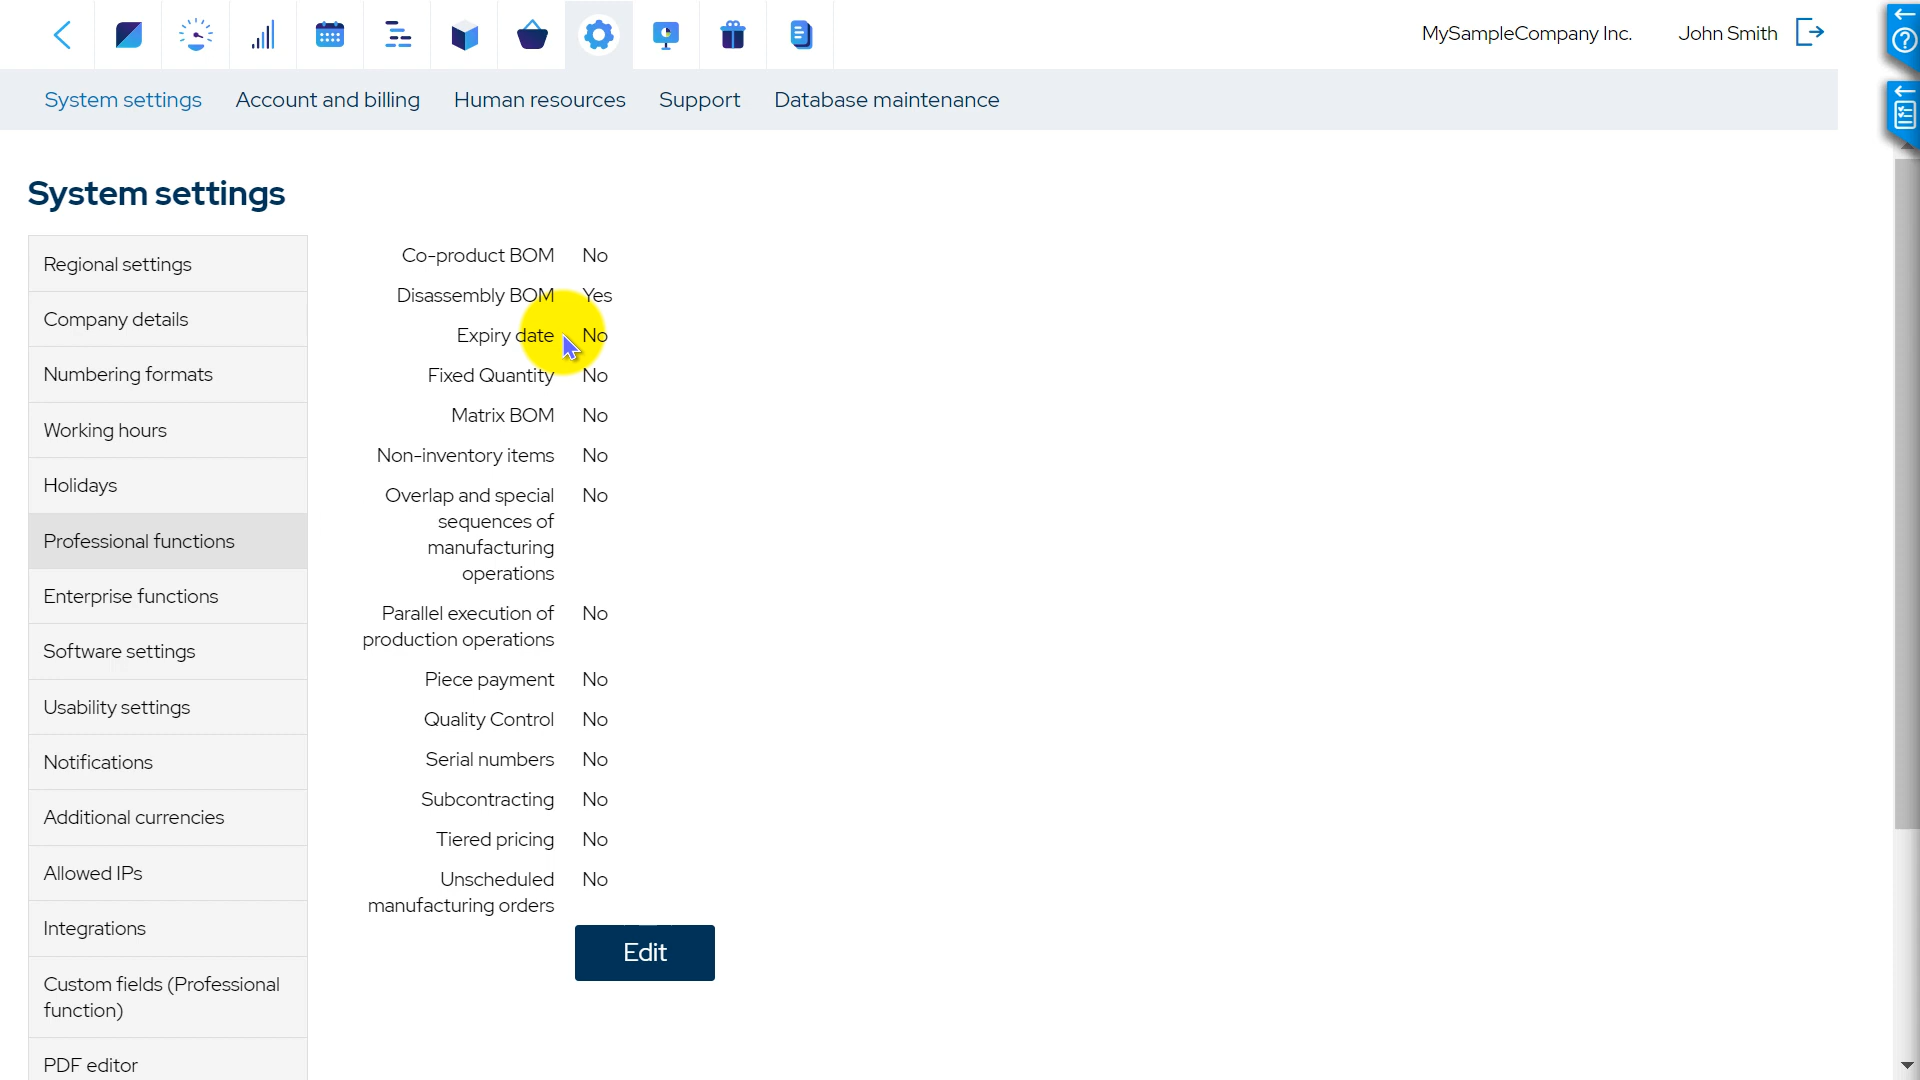 MySampleCompany Inc. John Smith
System settings Account and billing Human resources Support Database maintenance
System settings
Regional settings
Company details
Numbering formats
Working hours
Holidays
Professional functions
Enterprise functions
Software settings
Usability settings
Notifications
Additional currencies
Allowed IPs
Integrations
Custom fields (Professional
function)
PDF editor
Co-product BOM No
Disassembly BOM Yes
Expiry date No
Fixed Quantity No
Matrix BOM No
Non-inventory items No
Overlap and special No
sequences of
manufacturing
operations
Parallel execution of No
production operations
Piece payment No
Quality Control No
Serial numbers No
Subcontracting No
Tiered pricing No
Unscheduled No
manufacturing orders
Edit